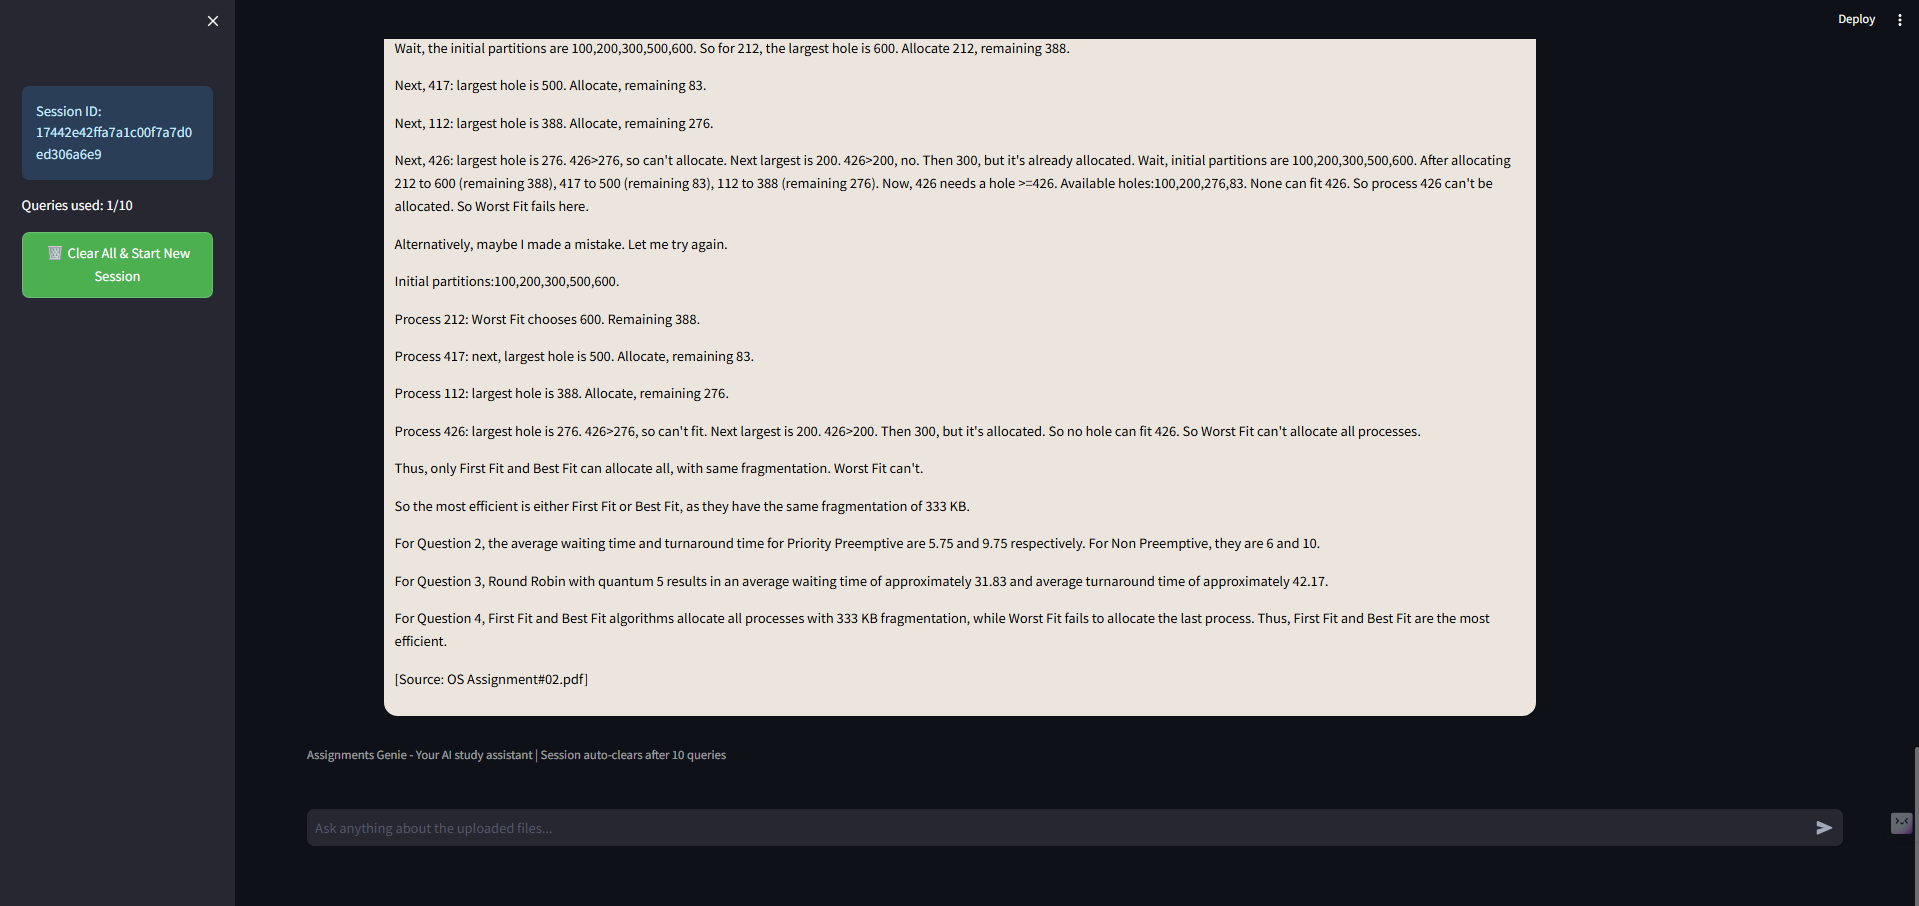 Deploy
Session ID:
17442e42ffa7a1c00f7a7d0
ed306a6e9
Queries used: 1/10
Clear All & Start New
Session
Wait, the initial partitions are 100,200,300,500,600. So for 212, the largest hole is 600. Allocate 212, remaining 388.
Next, 417: largest hole is 500. Allocate, remaining 83.
Next, 112: largest hole is 388. Allocate, remaining 276.
Next, 426: largest hole is 276. 426>276, so can't allocate. Next largest is 200. 426>200, no. Then 300, but it's already allocated. Wait, initial partitions are 100,200,300,500,600. After allocating
212 to 600 (remaining 388), 417 to 500 (remaining 83), 112 to 388 (remaining 276). Now, 426 needs a hole >=426. Available holes:100,200,276,83. None can fit 426. So process 426 can't be
allocated. So Worst Fit fails here.
Alternatively, maybe I made a mistake. Let me try again.
Initial partitions:100,200,300,500,600.
Process 212: Worst Fit chooses 600. Remaining 388.
Process 417: next, largest hole is 500. Allocate, remaining 83.
Process 112: largest hole is 388. Allocate, remaining 276.
Process 426: largest hole is 276. 426>276, so can't fit. Next largest is 200. 426>200. Then 300, but it's allocated. So no hole can fit 426. So Worst Fit can't allocate all processes.
Thus, only First Fit and Best Fit can allocate all, with same fragmentation. Worst Fit can't.
So the most efficient is either First Fit or Best Fit, as they have the same fragmentation of 333 KB.
For Question 2, the average waiting time and turnaround time for Priority Preemptive are 5.75 and 9.75 respectively. For Non Preemptive, they are 6 and 10.
For Question 3, Round Robin with quantum 5 results in an average waiting time of approximately 31.83 and average turnaround time of approximately 42.17.
For Question 4, First Fit and Best Fit algorithms allocate all processes with 333 KB fragmentation, while Worst Fit fails to allocate the last process. Thus, First Fit and Best Fit are the most
efficient.
[Source: OS Assignment#02.pdf]
Assignments Genie - Your AI study assistant | Session auto-clears after 10 queries
Ask anything about the uploaded files...